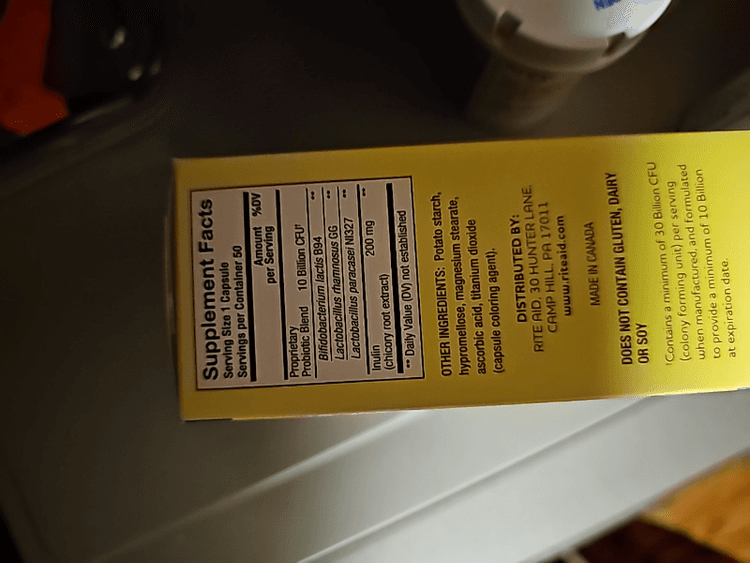 Supplement Facts
Serving Size 1 Capsule
Servings per Container 50
Amount %DV
per Serving
Proprietary
Probiotic Blend 10 Billion CFU† **
Bifidobacterium lactis B94 **
Lactobacillus rhamnosus GG **
Lactobacillus paracasei N0327
Inulin 200 mg **
(chicory root extract)
** Daily Value (DV) not established
OTHER INGREDIENTS: Potato starch,
hypromellose, magnesium stearate,
ascorbic acid, titanium dioxide
(capsule coloring agent).
DISTRIBUTED BY:
RITE AID, 30 HUNTER LANE,
CAMP HILL, PA 17011
www.riteaid.com
MADE IN CANADA
DOES NOT CONTAIN GLUTEN, DAIRY
OR SOY
†Contains a minimum of 30 Billion CFU
(colony forming unit) per serving
when manufactured, and formulated
to provide a minimum of 10 Billion
at expiration date.